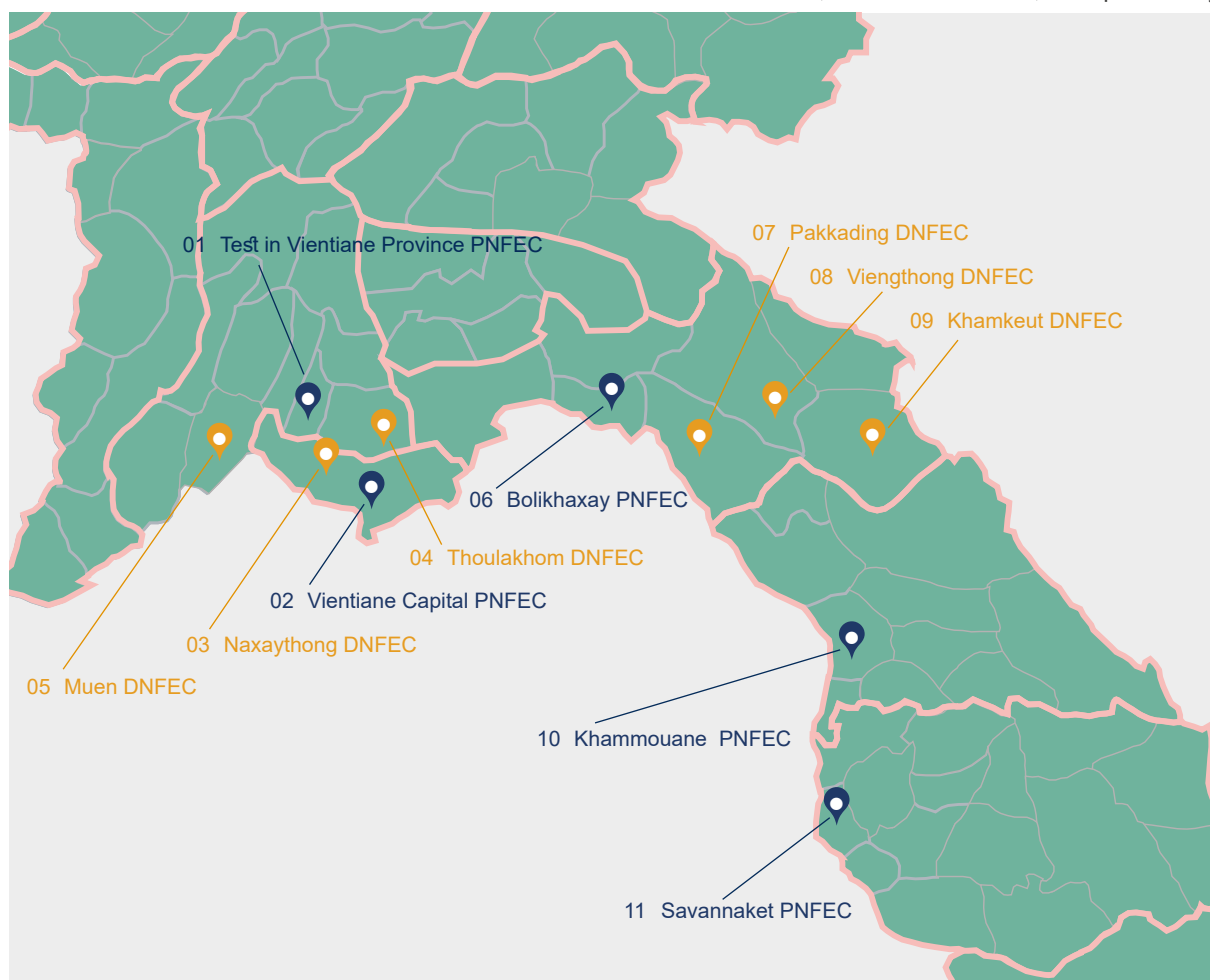 07 Pakkading DNFEC
01 Test in Vientiane Province PNFEC
08 Viengthong DNFEC
09 Khamkeut DNFEC
06 Bolikhaxay PNFEC
04 Thoulakhom DNFEC
02 Vientiane Capital PNFEC
03 Naxaythong DNFEC
05 Muen DNFEC
10 Khammouane PNFEC
11 Savannaket PNFEC